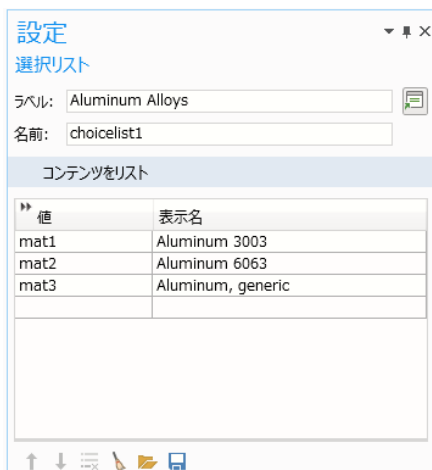 設定
選択リスト
ラベル: Aluminum Alloys
名前: choicelist1
コンテンツをリスト
値 表示名
mat1 Aluminum 3003
mat2 Aluminum 6063
mat3 Aluminum, generic